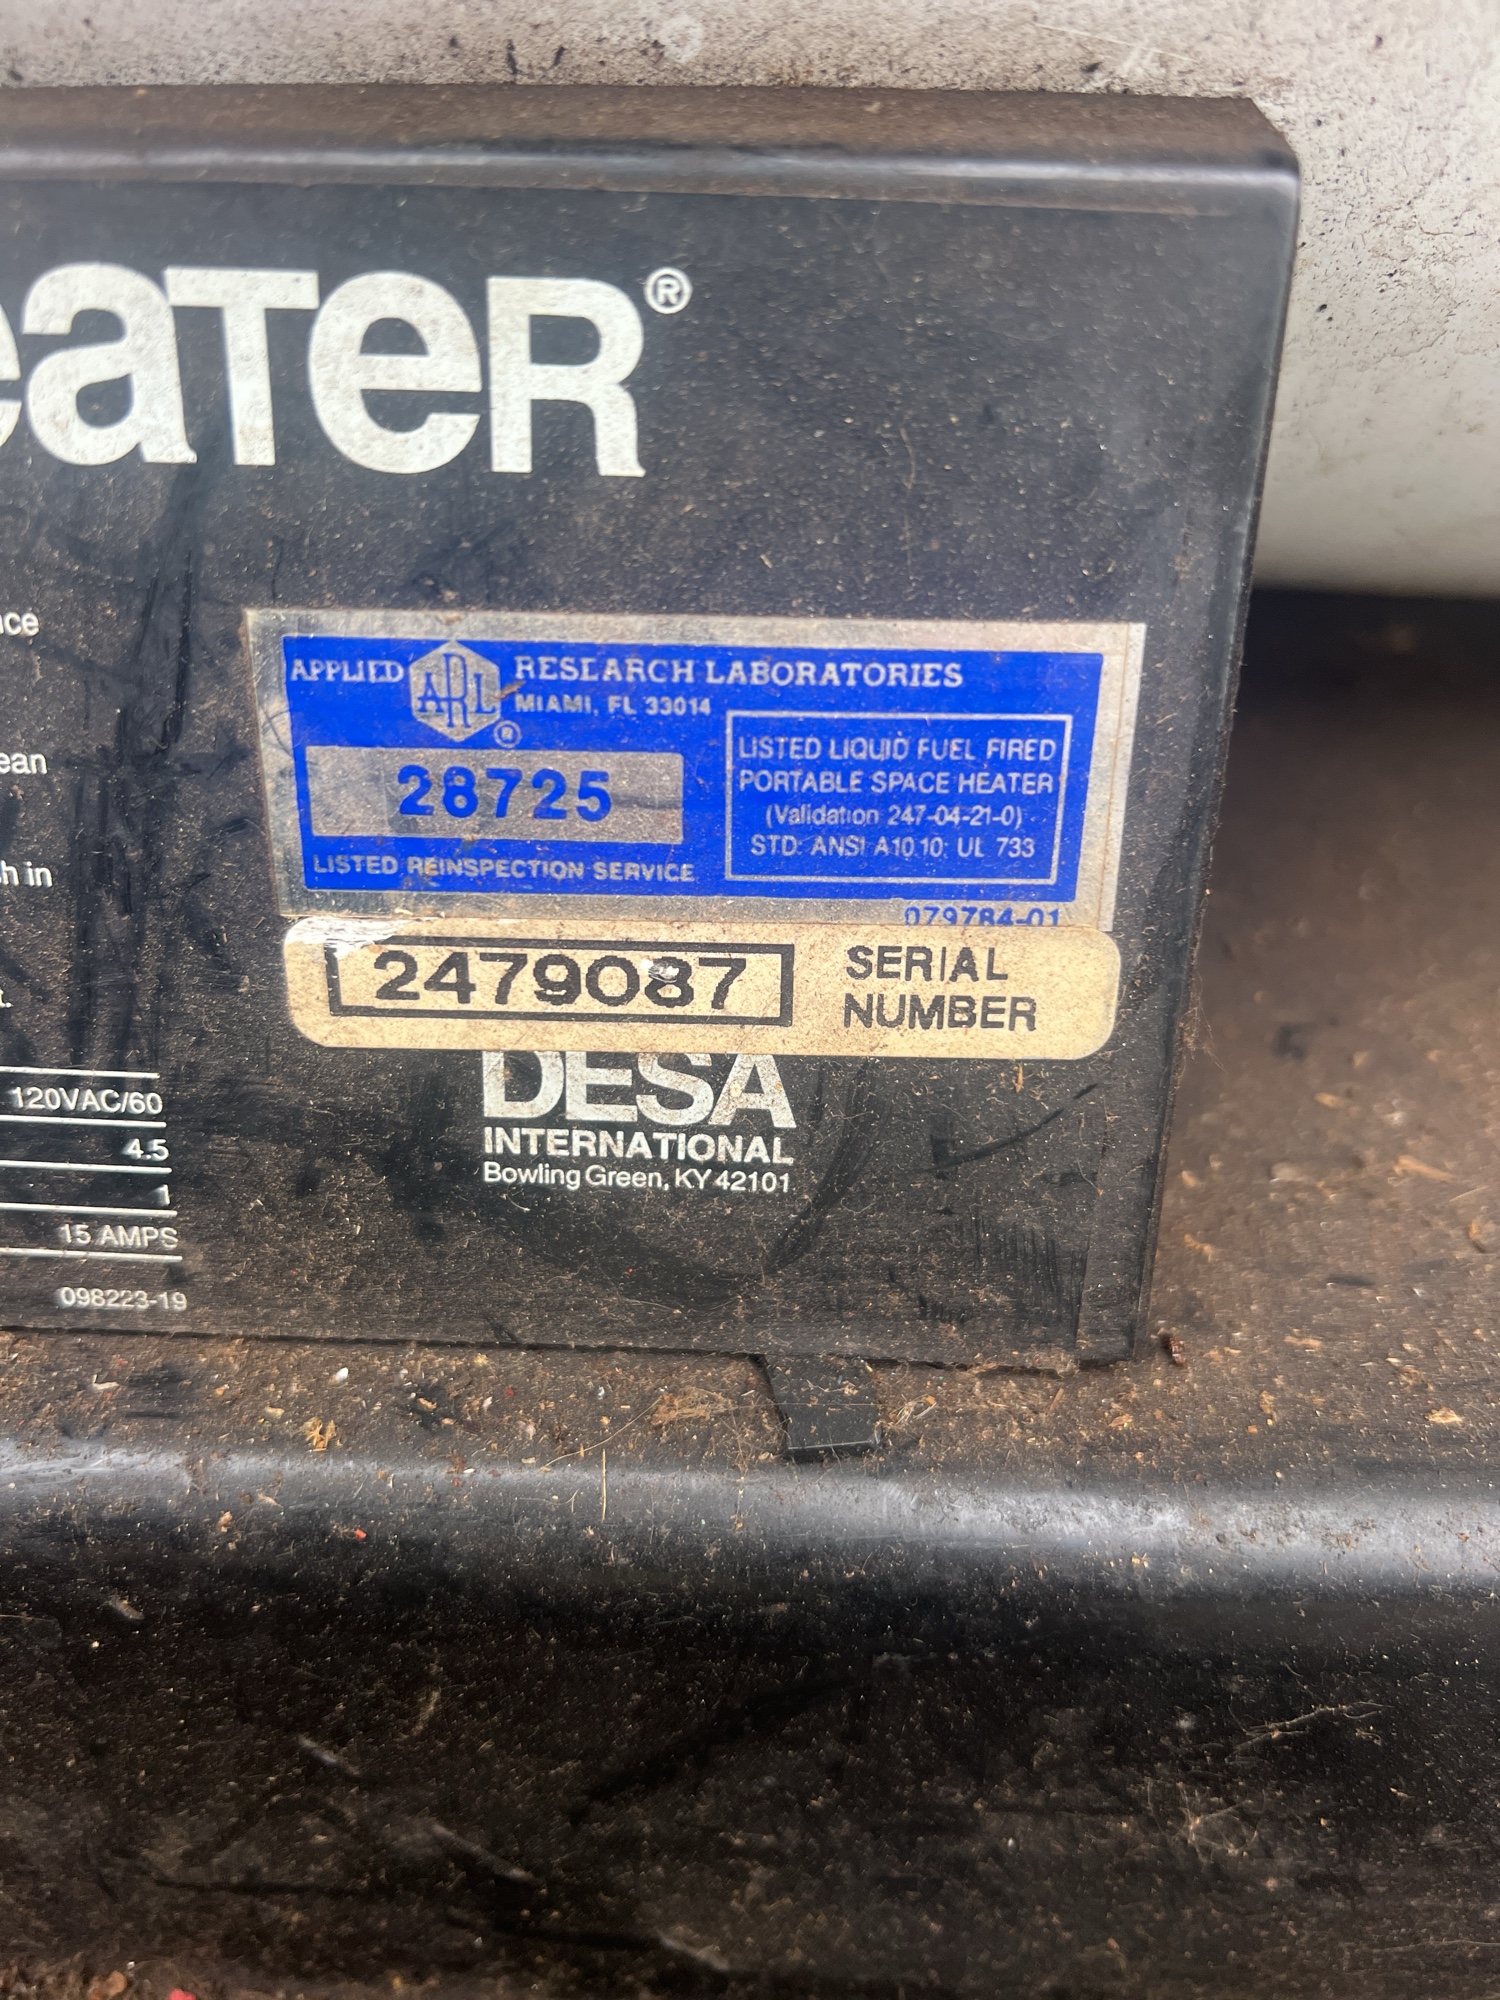 eaTeR®
nce
ean
h in
t.
APPLIED ARL® RESEARCH LABORATORIES
MIAMI, FL 33014
28725
LISTED REINSPECTION SERVICE
LISTED LIQUID FUEL FIRED
PORTABLE SPACE HEATER
(Validation 247-04-21-0)
STD: ANSI A10.10: UL 733
079784-01
2479087
SERIAL
NUMBER
DESA
INTERNATIONAL
Bowling Green, KY 42101
120VAC/60
4.5
1
15 AMPS
098223-19